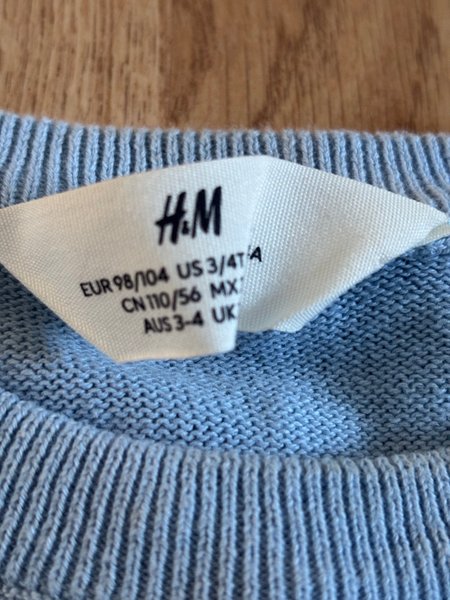 H&M
EUR 98/104 US 3/4T
CN 110/56 MX
AUS 3-4 UK